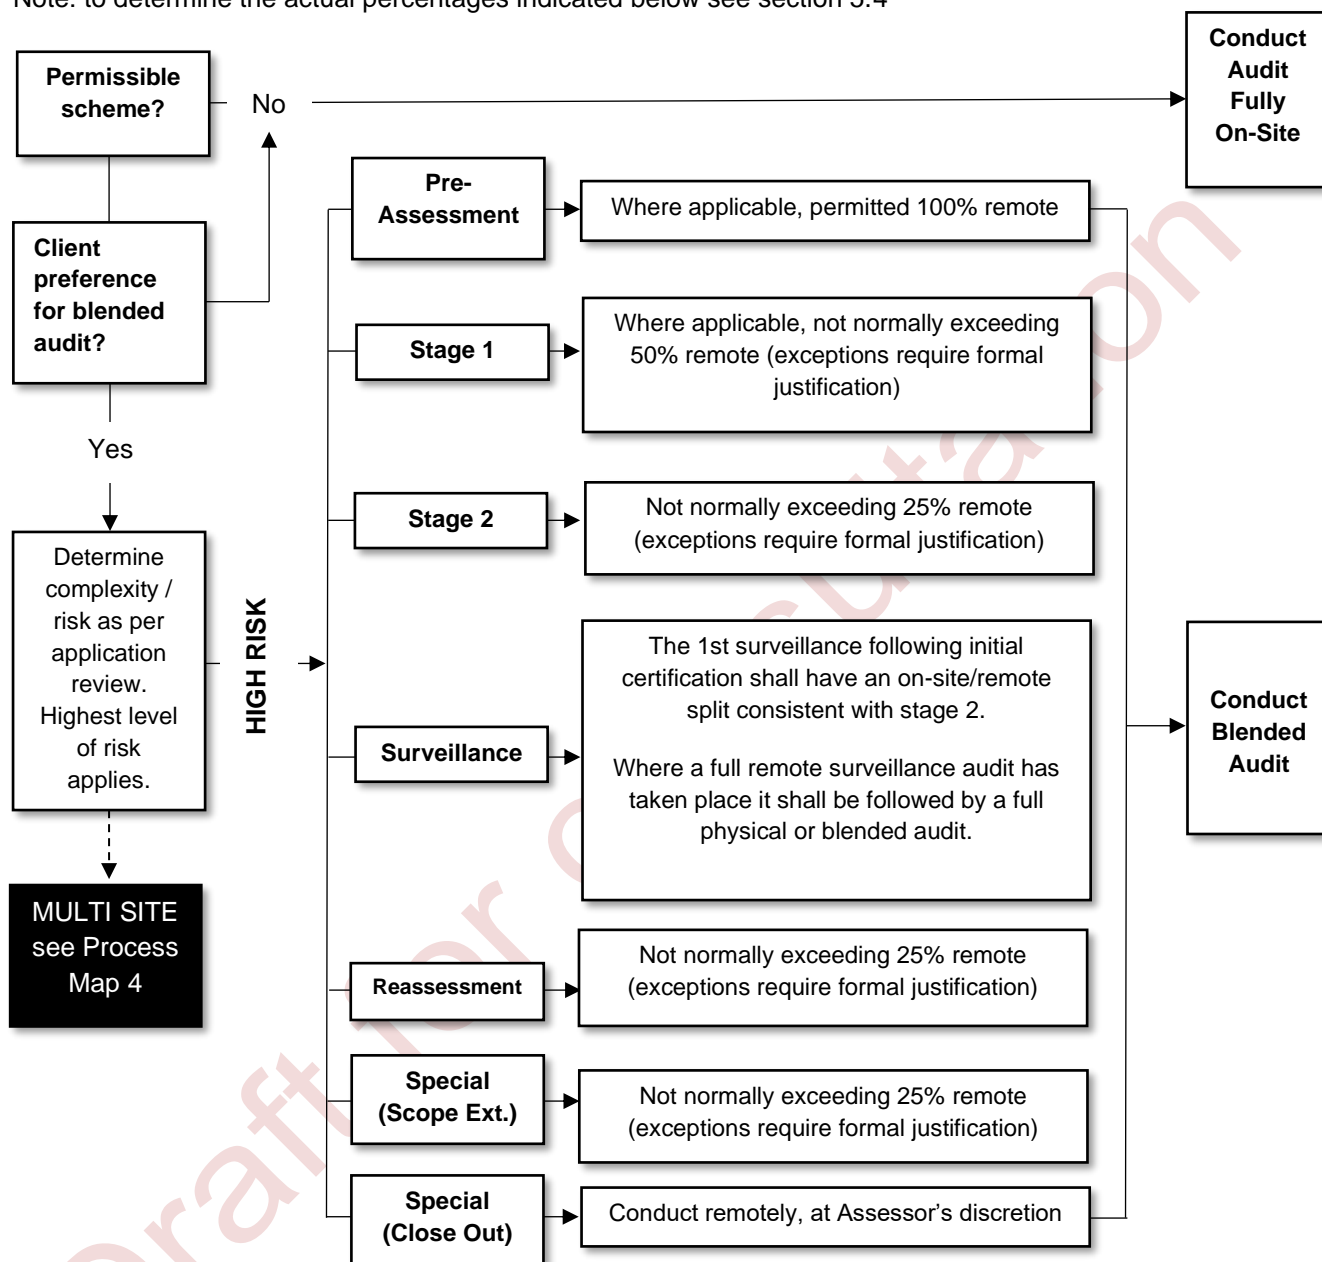 Note: to determine the actual percentages indicated below see section 5.4
Permissible
scheme?
No
Conduct
Audit
Fully
On-Site
Client
preference
for blended
audit?
Yes
Determine
complexity /
risk as per
application
review.
Highest level
of risk
applies.
MULTI SITE
see Process
Map 4
HIGH RISK
Pre-
Assessment
Where applicable, permitted 100% remote
Stage 1
Where applicable, not normally exceeding
50% remote (exceptions require formal
justification)
Stage 2
Not normally exceeding 25% remote
(exceptions require formal justification)
Surveillance
The 1st surveillance following initial
certification shall have an on-site/remote
split consistent with stage 2.
Where a full remote surveillance audit has
taken place it shall be followed by a full
physical or blended audit.
Reassessment
Not normally exceeding 25% remote
(exceptions require formal justification)
Special
(Scope Ext.)
Not normally exceeding 25% remote
(exceptions require formal justification)
Special
(Close Out)
Conduct remotely, at Assessor's discretion
Conduct
Blended
Audit
Draft for consultation